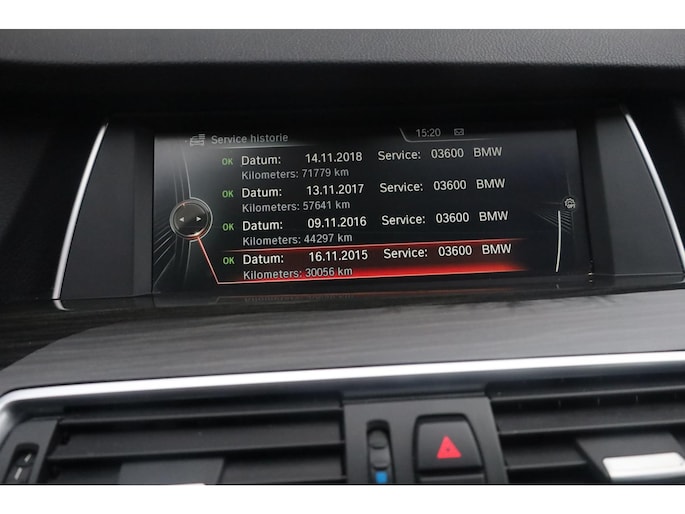 Service historie 15:20
OK Datum: 14.11.2018 Service: 03600 BMW
Kilometers: 71779 km
OK Datum: 13.11.2017 Service: 03600 BMW
Kilometers: 57641 km
OK Datum: 09.11.2016 Service: 03600 BMW
Kilometers: 44297 km
OK Datum: 16.11.2015 Service: 03600 BMW
Kilometers: 30056 km